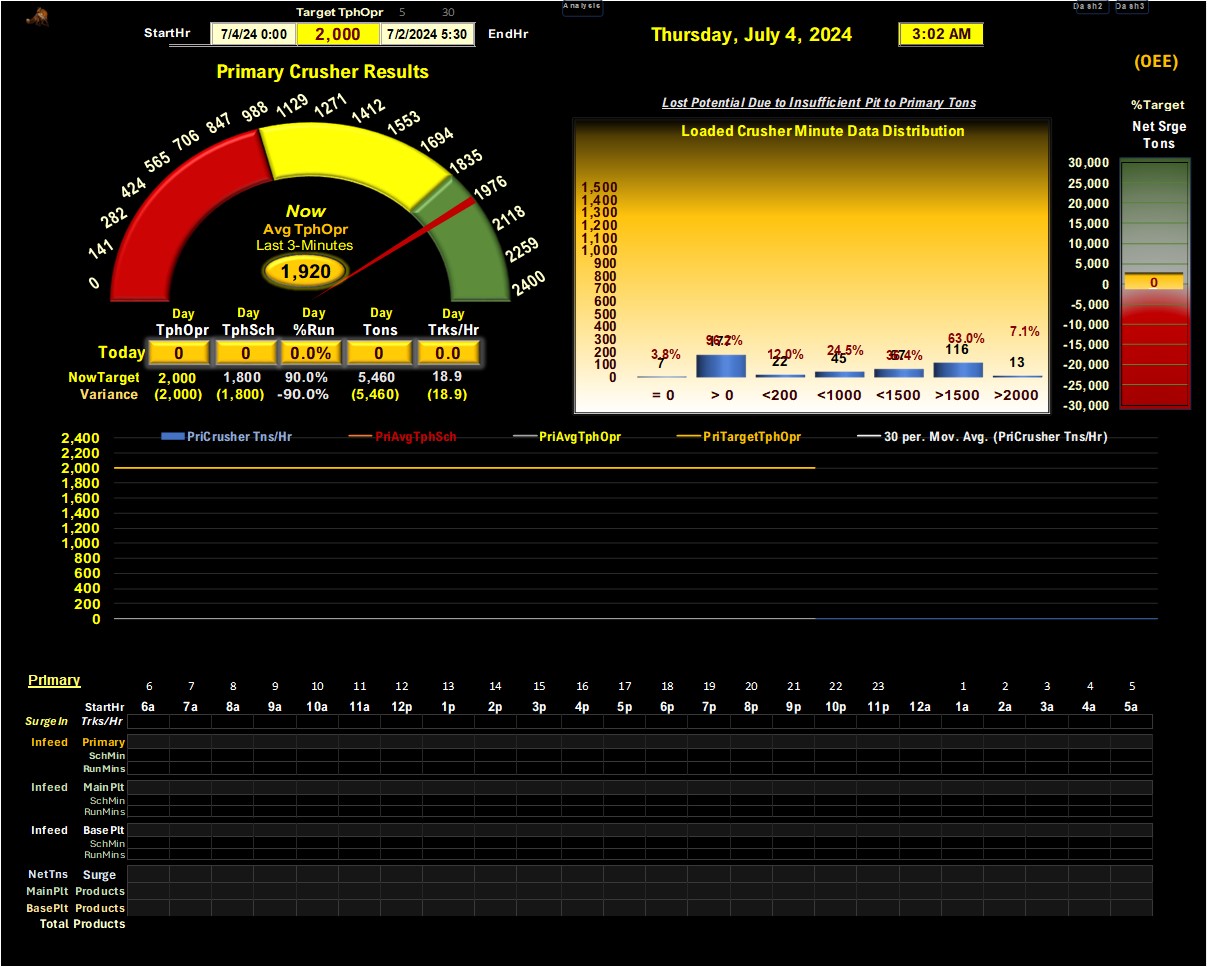 Analysis
Dash2 Dash3
Target TphOpr 5 30
StartHr 7/4/24 0:00 2,000 7/2/2024 5:30 EndHr
Thursday, July 4, 2024 3:02 AM
(OEE)
Primary Crusher Results
0 141 282 424 565 706 847 988 1129 1271 1412 1553 1694 1835 1976 2118 2259 2400
Now
Avg TphOpr
Last 3-Minutes
1,920
Day Day Day Day Day
TphOpr TphSch %Run Tons Trks/Hr
Today 0 0 0.0% 0 0.0
NowTarget 2,000 1,800 90.0% 5,460 18.9
Variance (2,000) (1,800) -90.0% (5,460) (18.9)
Lost Potential Due to Insufficient Pit to Primary Tons
Loaded Crusher Minute Data Distribution
1,500
1,400
1,300
1,200
1,100
1,000
900
800
700
600
500
400
300
200
100
0
3.8% 12.0% 24.5% 63.0% 7.1%
7 22 45 67 116 13
= 0 > 0 <200 <1000 <1500 >1500 >2000
%Target
Net Srge
Tons
30,000
25,000
20,000
15,000
10,000
5,000
0 0
-5,000
-10,000
-15,000
-20,000
-25,000
-30,000
PriCrusher Tns/Hr PriAvgTphSch PriAvgTphOpr PriTargetTphOpr 30 per. Mov. Avg. (PriCrusher Tns/Hr)
2,400
2,200
2,000
1,800
1,600
1,400
1,200
1,000
800
600
400
200
0
Primary
6 7 8 9 10 11 12 13 14 15 16 17 18 19 20 21 22 23 1 2 3 4 5
StartHr 6a 7a 8a 9a 10a 11a 12p 1p 2p 3p 4p 5p 6p 7p 8p 9p 10p 11p 12a 1a 2a 3a 4a 5a
SurgeIn Trks/Hr
Infeed Primary
SchMin
RunMins
Infeed MainPlt
SchMin
RunMins
Infeed BasePlt
SchMin
RunMins
NetTns Surge
MainPlt Products
BasePlt Products
Total Products